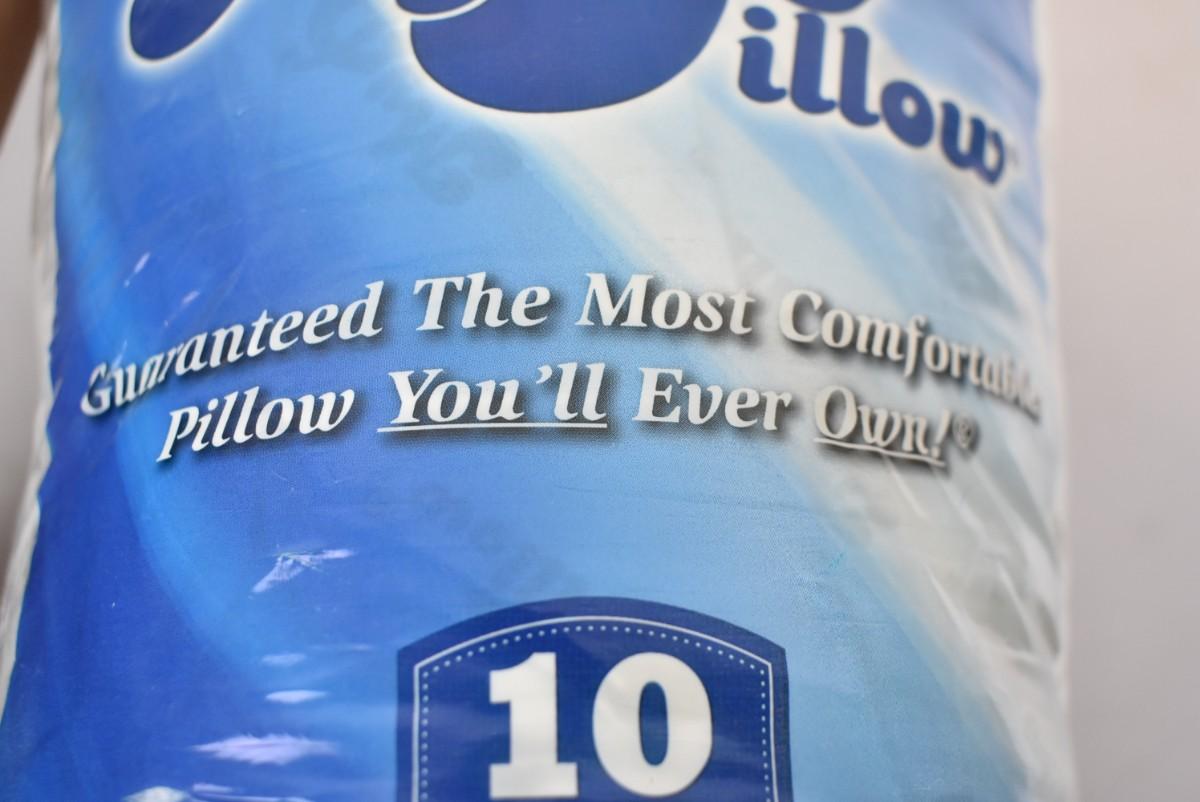 illow
Guaranteed The Most Comfortable
Pillow You'll Ever Own!®
10